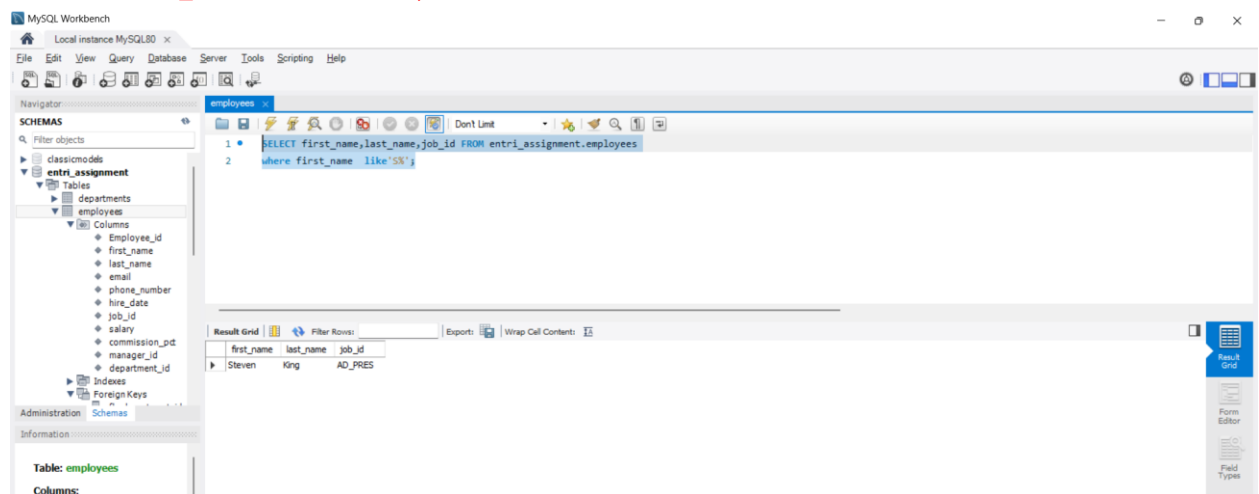 MySQL Workbench
Local instance MySQL80
File Edit View Query Database Server Tools Scripting Help
Navigator
employees
SCHEMAS
Don't Limit
Filter objects
1 SELECT first_name,last_name,job_id FROM entri_assignment.employees
2 where first_name  like'S%';
classicmodels
entri_assignment
Tables
departments
employees
Columns
Employee_id
first_name
last_name
email
phone_number
hire_date
job_id
salary
commission_pct
manager_id
department_id
Indexes
Foreign Keys
Result Grid Filter Rows: Export: Wrap Cell Content:
first_name last_name job_id
Steven King AD_PRES
Result Grid
Form Editor
Field Types
Administration Schemas
Information
Table: employees
Columns: